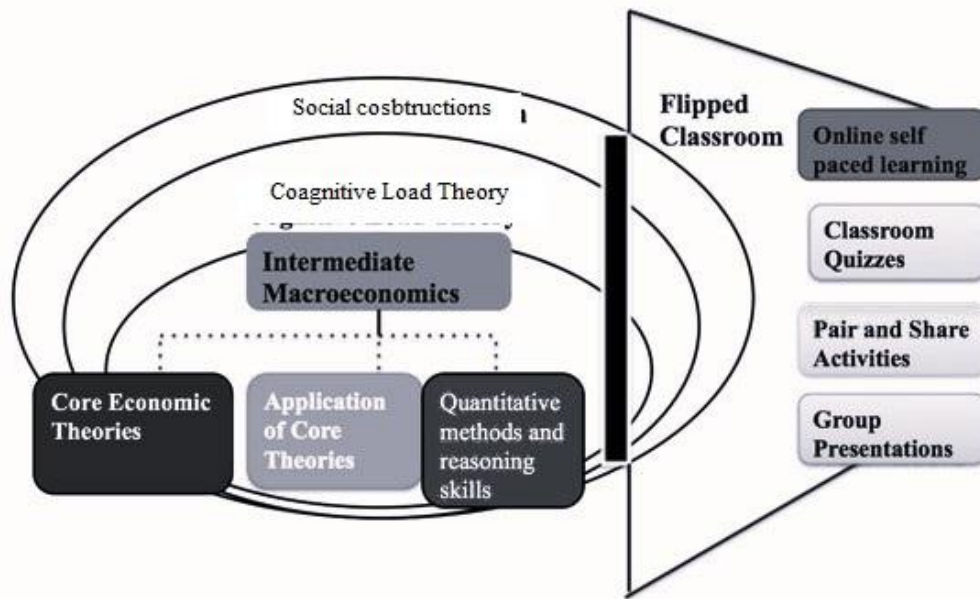 Social cosbtructions
Coagnitive Load Theory
Intermediate
Macroeconomics
Core Economic
Theories
Application
of Core
Theories
Quantitative
methods and
reasoning
skills
Flipped
Classroom
Online self
paced learning
Classroom
Quizzes
Pair and Share
Activities
Group
Presentations